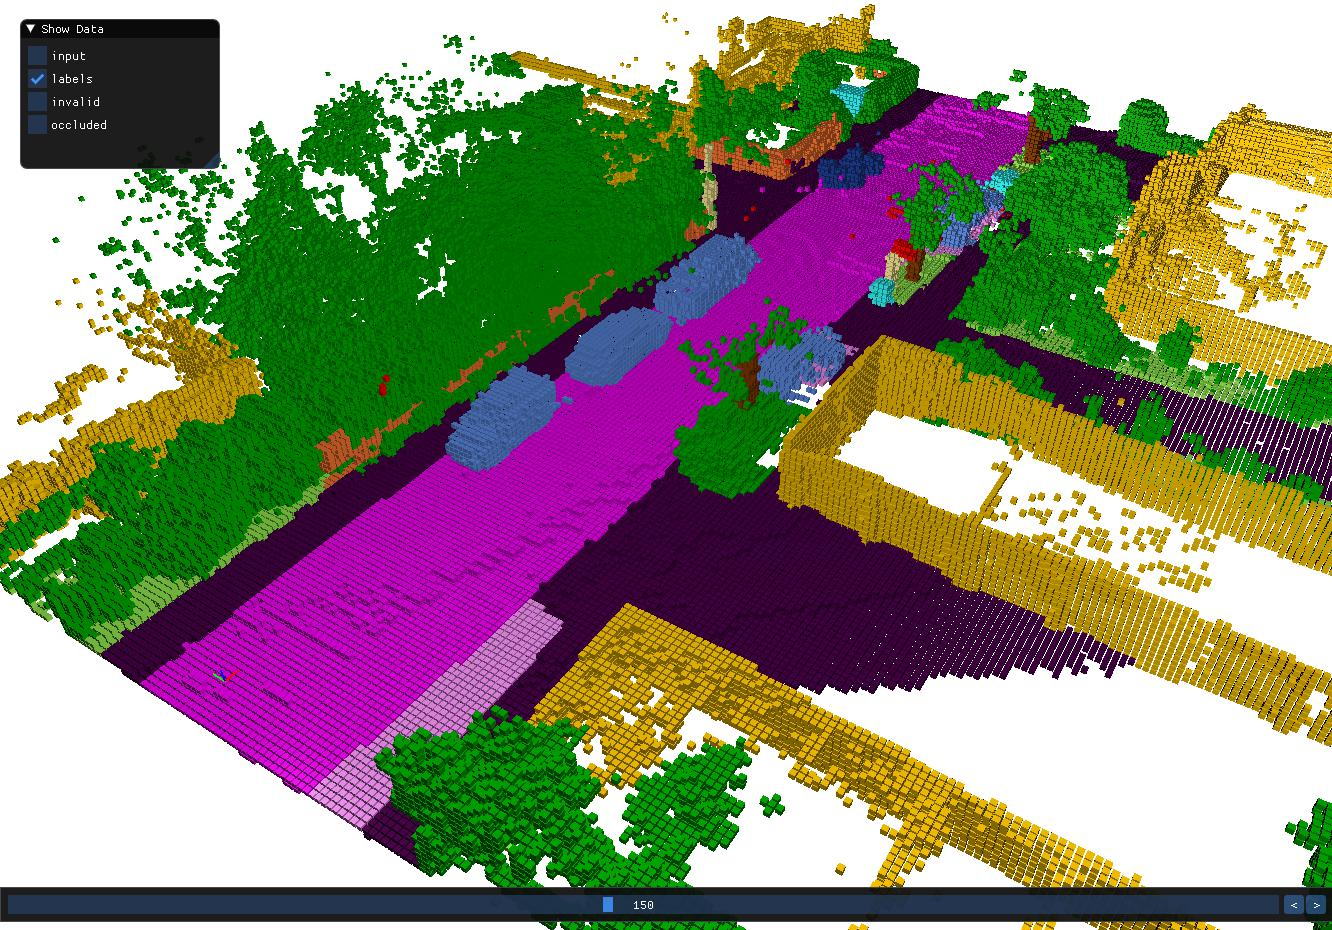 Show Data
input
labels
invalid
occluded
150
< >